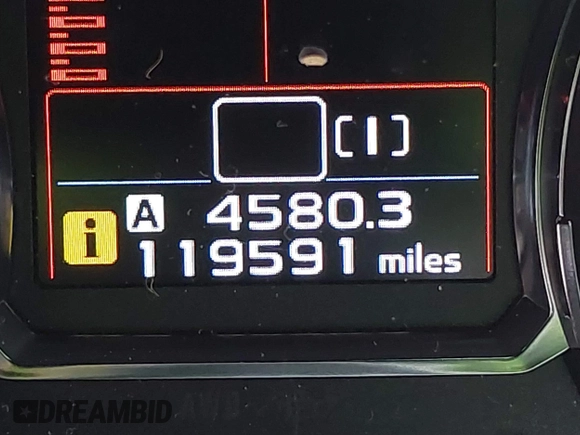 [I]
A 4580.3
i 119591 miles
DREAMBID